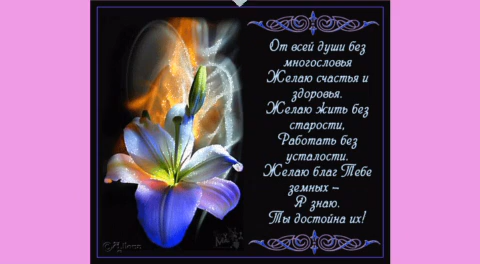 От всей души без
многословья
Желаю счастья и
здоровья.
Желаю жить без
старости,
Работать без
усталости.
Желаю благ Тебе
земных –
Я знаю.
Ты достойна их!